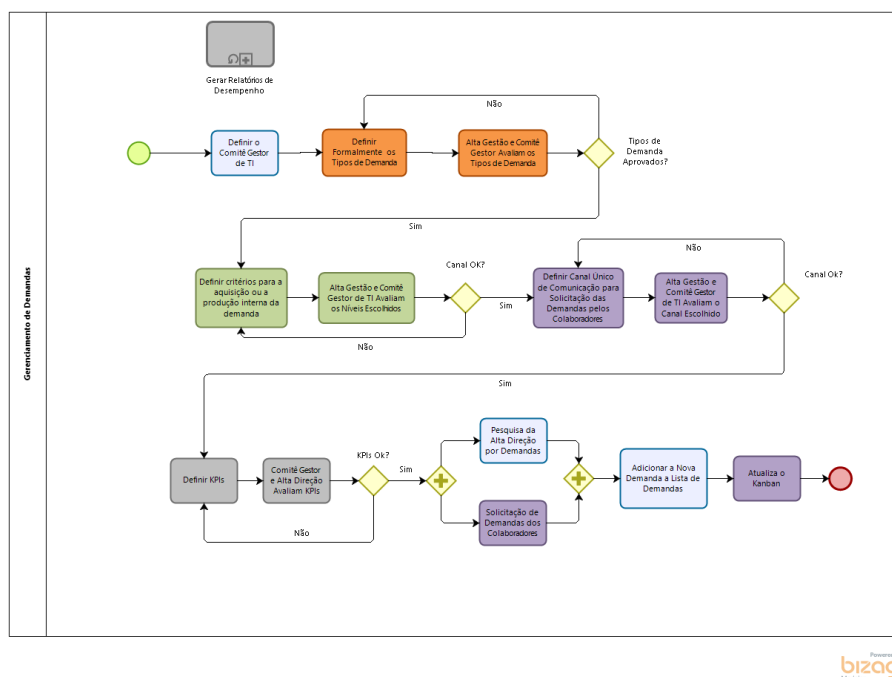 Gerenciamento de Demandas
Gerar Relatórios de
Desempenho
Não
Definir o
Comitê Gestor
de TI
Definir
Formalmente os
Tipos de Demanda
Alta Gestão e Comitê
Gestor Avaliam os
Tipos de Demanda
Tipos de
Demanda
Aprovados?
Sim
Definir critérios para a
aquisição ou a
produção interna da
demanda
Alta Gestão e Comitê
Gestor de TI Avaliam
os Níveis Escolhidos
Canal OK?
Sim
Não
Definir Canal Único
de Comunicação para
Solicitação das
Demandas pelos
Colaboradores
Alta Gestão e
Comitê Gestor
de TI Avaliam o
Canal Escolhido
Não
Canal Ok?
Sim
Definir KPIs
Comitê Gestor
e Alta Direção
Avaliam KPIs
KPIs Ok?
Sim
Não
Pesquisa da
Alta Direção
por Demandas
Solicitação de
Demandas dos
Colaboradores
Adicionar a Nova
Demanda a Lista de
Demandas
Atualiza o
Kanban